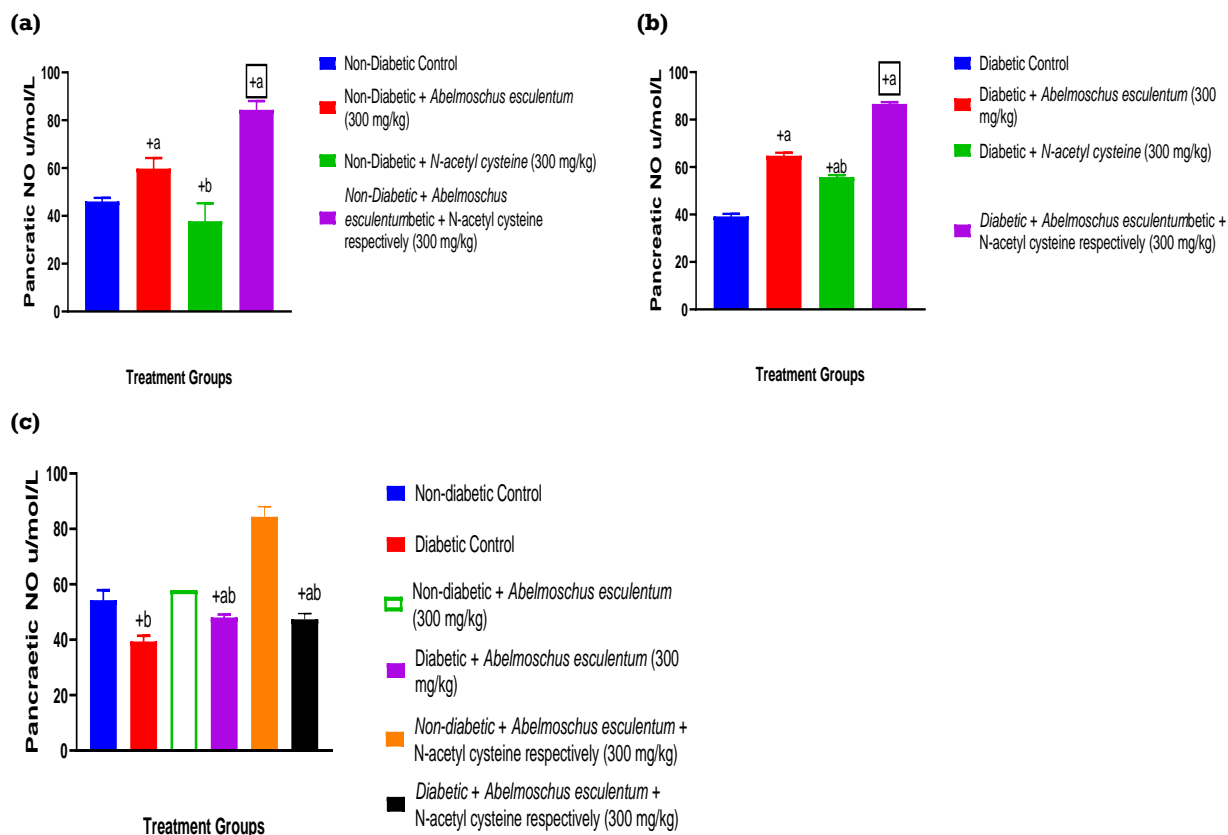 (a)
Pancratic NO u/mol/L
100
80
60
40
20
0
+a
+b
+a
Treatment Groups
Non-Diabetic Control
Non-Diabetic + Abelmoschus esculentum
(300 mg/kg)
Non-Diabetic + N-acetyl cysteine (300 mg/kg)
Non-Diabetic + Abelmoschus
esculentumbetic + N-acetyl cysteine
respectively (300 mg/kg)
(b)
Pancreatic NO u/mol/L
100
80
60
40
20
0
+a
+ab
+a
Treatment Groups
Diabetic Control
Diabetic + Abelmoschus esculentum (300
mg/kg)
Diabetic + N-acetyl cysteine (300 mg/kg)
Diabetic + Abelmoschus esculentumbetic +
N-acetyl cysteine respectively (300 mg/kg)
(c)
Pancraetic NO u/mol/L
100
80
60
40
20
0
+b
+ab
+ab
Treatment Groups
Non-diabetic Control
Diabetic Control
Non-diabetic + Abelmoschus esculentum
(300 mg/kg)
Diabetic + Abelmoschus esculentum (300
mg/kg)
Non-diabetic + Abelmoschus esculentum +
N-acetyl cysteine respectively (300 mg/kg)
Diabetic + Abelmoschus esculentum +
N-acetyl cysteine respectively (300 mg/kg)